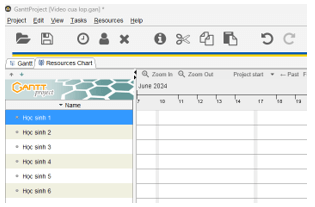 GanttProject [Video cua lop.gan] *
Project Edit View Tasks Resources Help
Gantt Resources Chart
+ +
Zoom In Zoom Out Project start ← Past F
GANTT project
June 2024
Name
7 10 11 12 13 14 17 18 19
Học sinh 1
Học sinh 2
Học sinh 3
Học sinh 4
Học sinh 5
Học sinh 6